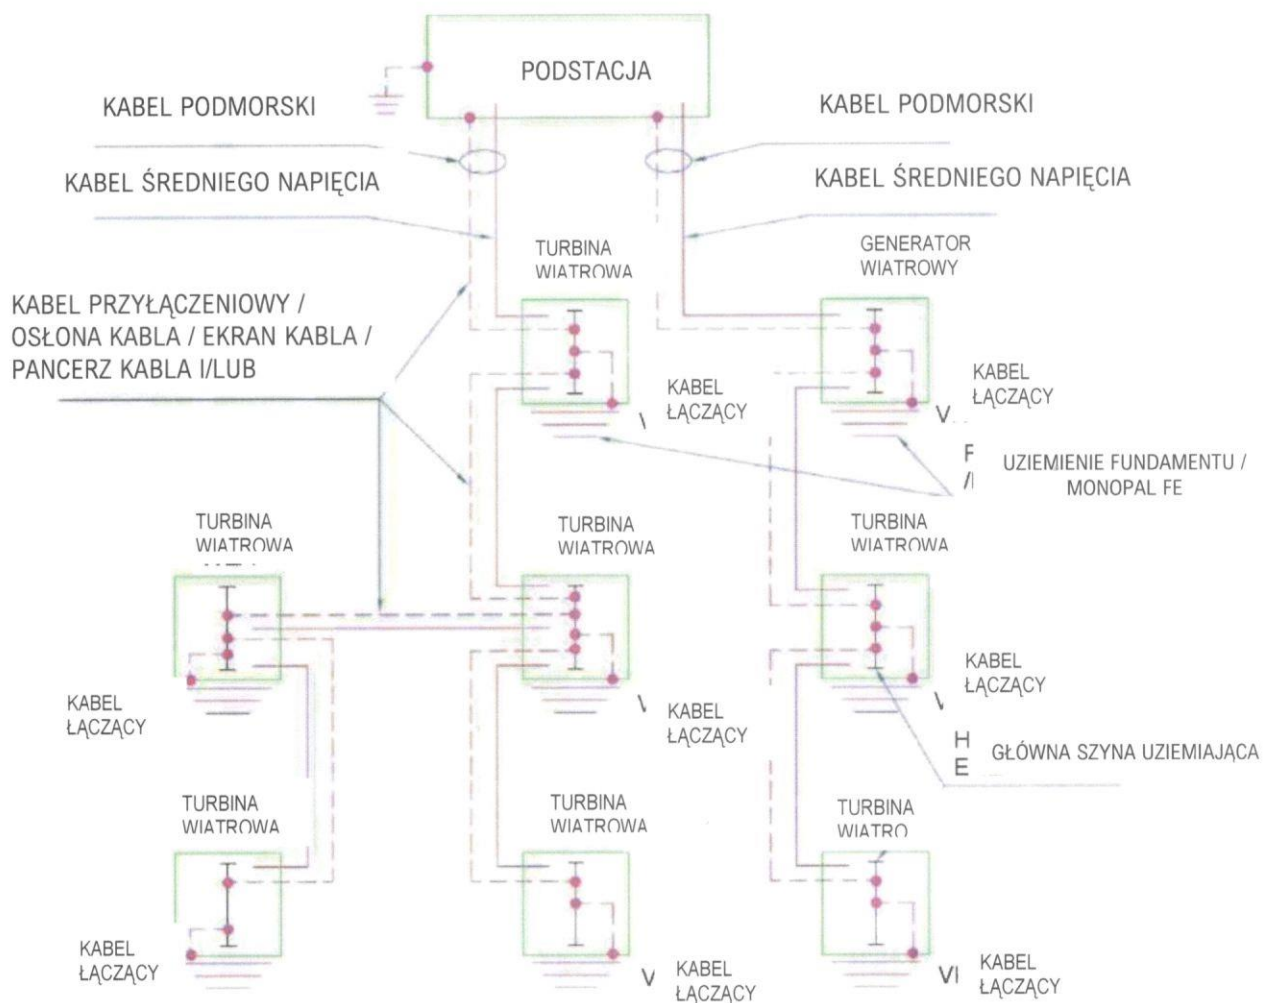 PODSTACJA
KABEL PODMORSKI
KABEL PODMORSKI
KABEL ŚREDNIEGO NAPIĘCIA
KABEL ŚREDNIEGO NAPIĘCIA
TURBINA
WIATROWA
GENERATOR
WIATROWY
KABEL PRZYŁĄCZENIOWY /
OSŁONA KABLA / EKRAN KABLA /
PANCERZ KABLA I/LUB
KABEL
ŁĄCZĄCY
V
KABEL
ŁĄCZĄCY
UZIEMIENIE FUNDAMENTU /
MONOPAL FE
TURBINA
WIATROWA
TURBINA
WIATROWA
TURBINA
WIATROWA
KABEL
ŁĄCZĄCY
KABEL
ŁĄCZĄCY
KABEL
ŁĄCZĄCY
H
E
GŁÓWNA SZYNA UZIEMIAJĄCA
TURBINA
WIATROWA
TURBINA
WIATROWA
TURBINA
WIATRO
KABEL
ŁĄCZĄCY
V
KABEL
ŁĄCZĄCY
KABEL
ŁĄCZĄCY